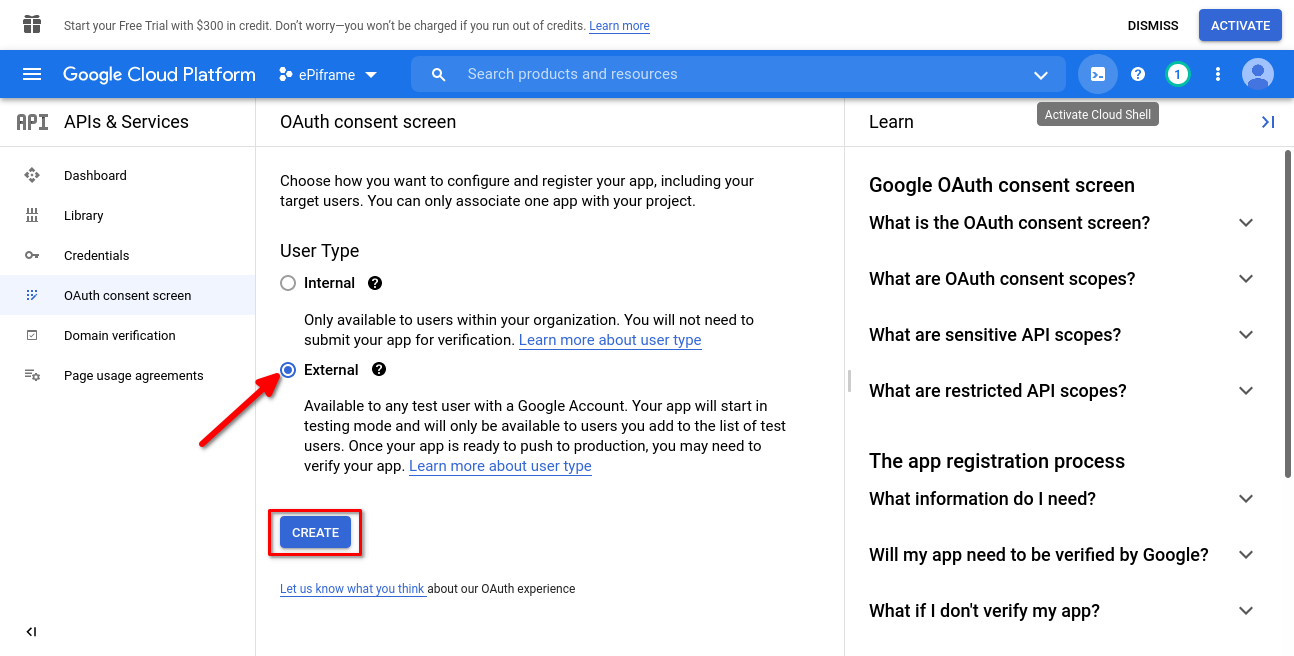 Start your Free Trial with $300 in credit. Don’t worry—you won’t be charged if you run out of credits. Learn more
DISMISS
ACTIVATE
Google Cloud Platform
ePiframe
Search products and resources
1
Activate Cloud Shell
API
APIs & Services
Dashboard
Library
Credentials
OAuth consent screen
Domain verification
Page usage agreements
OAuth consent screen
Choose how you want to configure and register your app, including your
target users. You can only associate one app with your project.
User Type
Internal
Only available to users within your organization. You will not need to
submit your app for verification. Learn more about user type
External
Available to any test user with a Google Account. Your app will start in
testing mode and will only be available to users you add to the list of test
users. Once your app is ready to push to production, you may need to
verify your app. Learn more about user type
CREATE
Let us know what you think about our OAuth experience
Learn
Google OAuth consent screen
What is the OAuth consent screen?
What are OAuth consent scopes?
What are sensitive API scopes?
What are restricted API scopes?
The app registration process
What information do I need?
Will my app need to be verified by Google?
What if I don't verify my app?